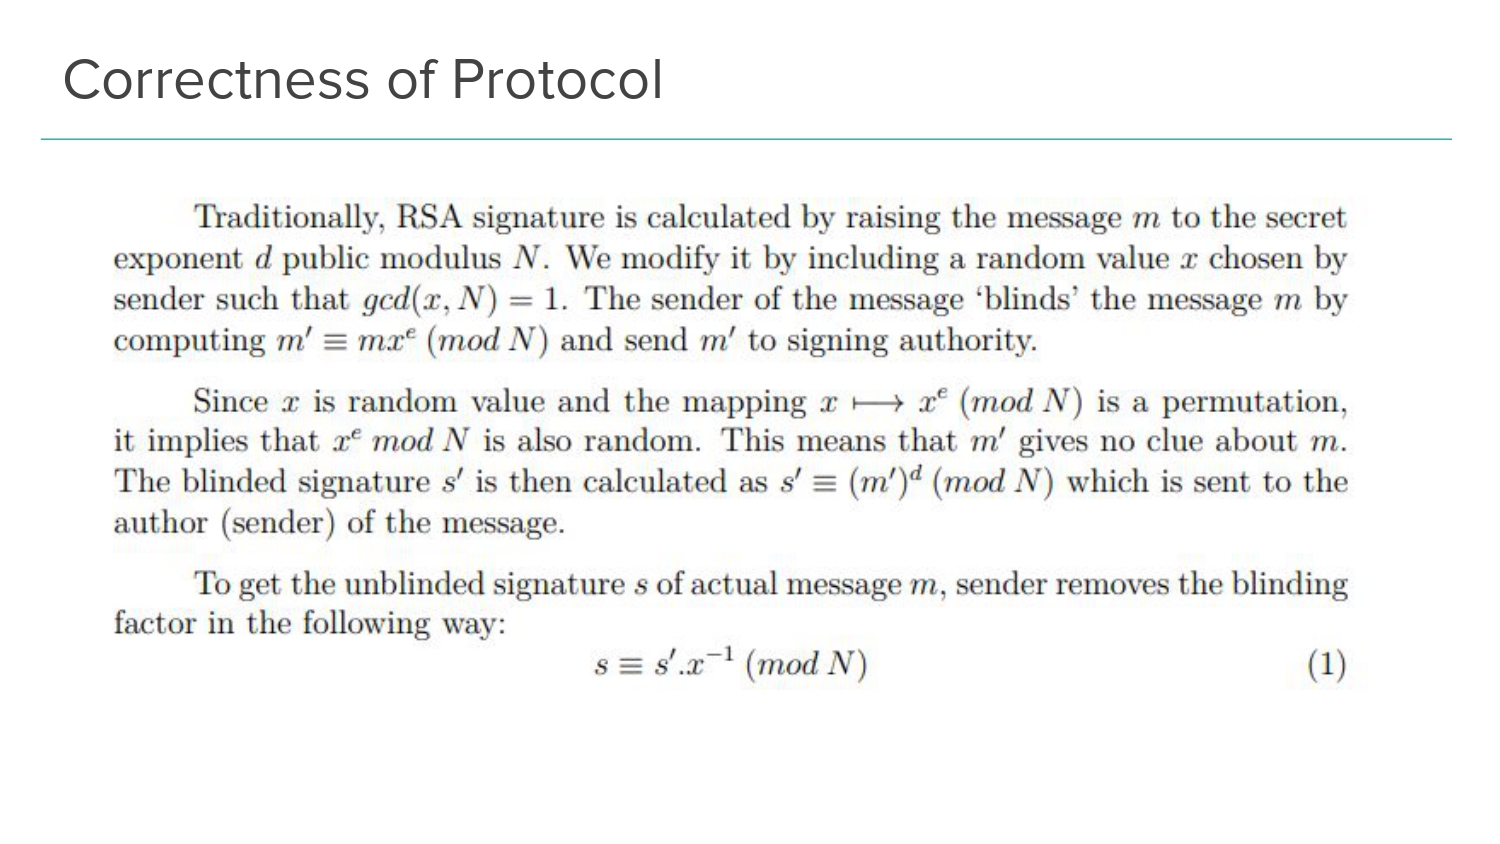 Correctness of Protocol
Traditionally, RSA signature is calculated by raising the message m to the secret
exponent d public modulus N. We modify it by including a random value x chosen by
sender such that gcd(x, N) = 1. The sender of the message ‘blinds’ the message m by
computing m′ ≡ mxᵉ (mod N) and send m′ to signing authority.
Since x is random value and the mapping x ⟼ xᵉ (mod N) is a permutation,
it implies that xᵉ mod N is also random. This means that m′ gives no clue about m.
The blinded signature s′ is then calculated as s′ ≡ (m′)ᵈ (mod N) which is sent to the
author (sender) of the message.
To get the unblinded signature s of actual message m, sender removes the blinding
factor in the following way:
s ≡ s′.x⁻¹ (mod N) (1)